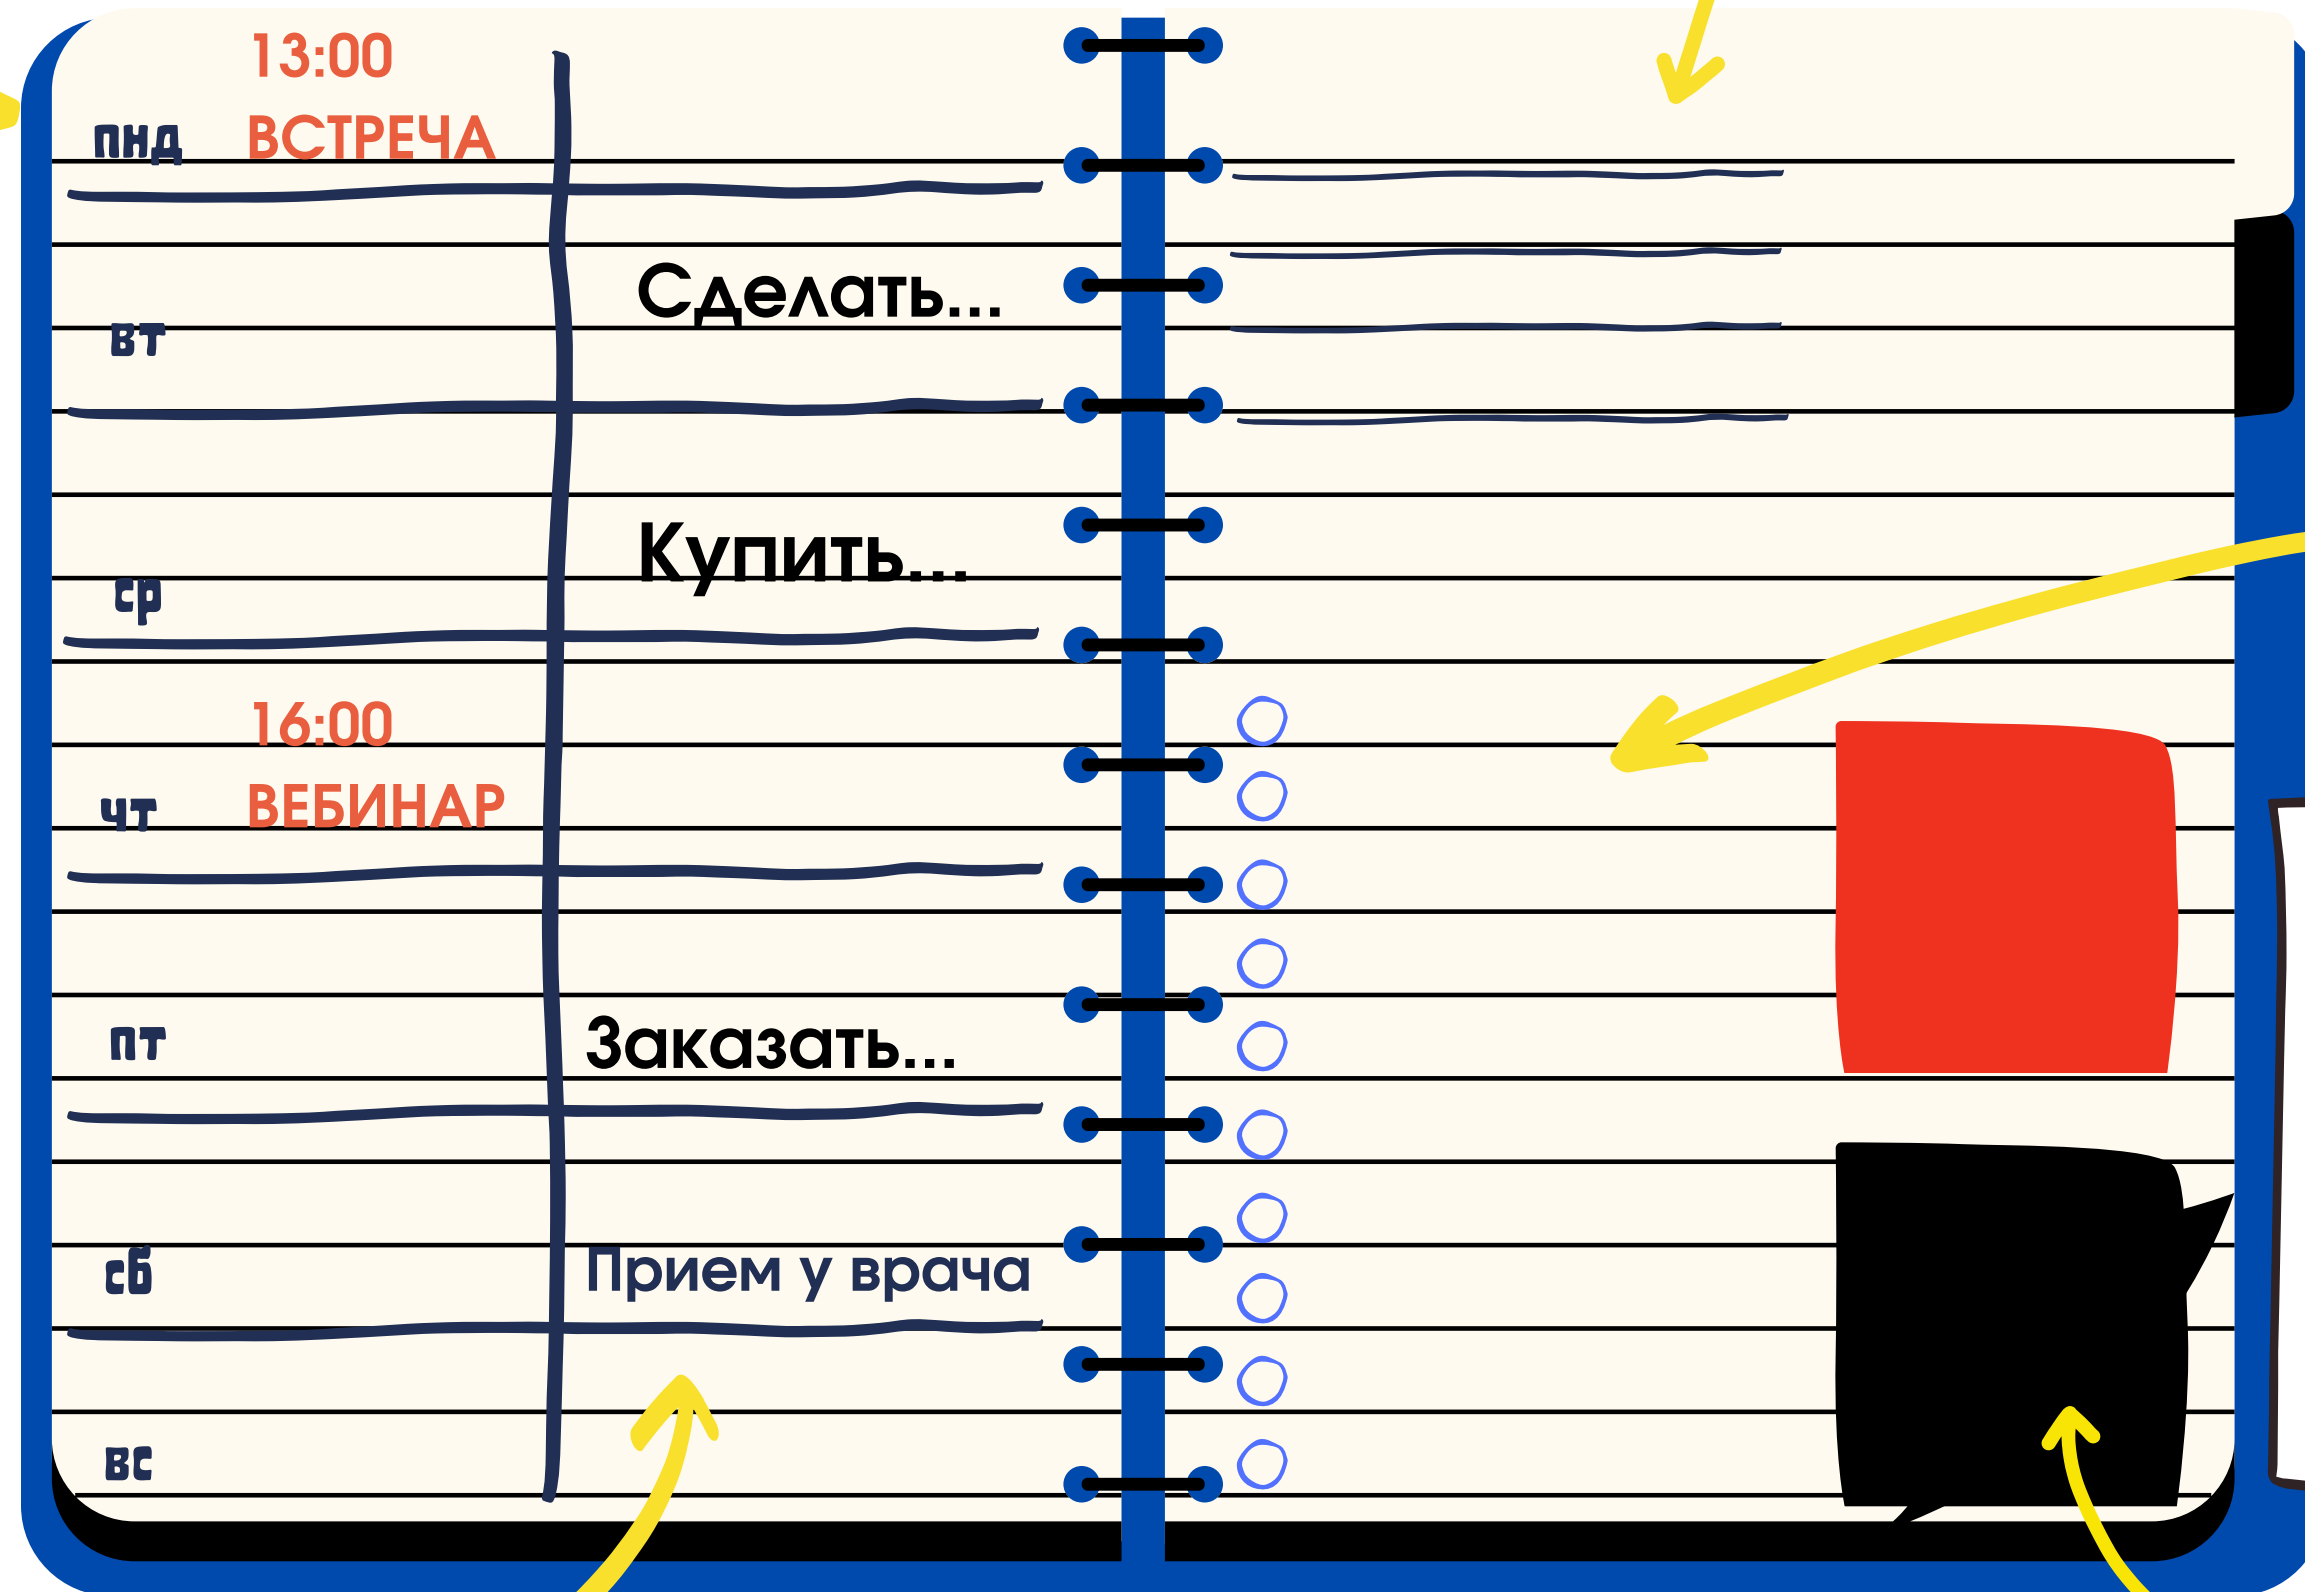 13:00
пнд ВСТРЕЧА
Сделать...
вт
Купить...
ср
16:00
чт ВЕБИНАР
пт Заказать...
сб Прием у врача
вс